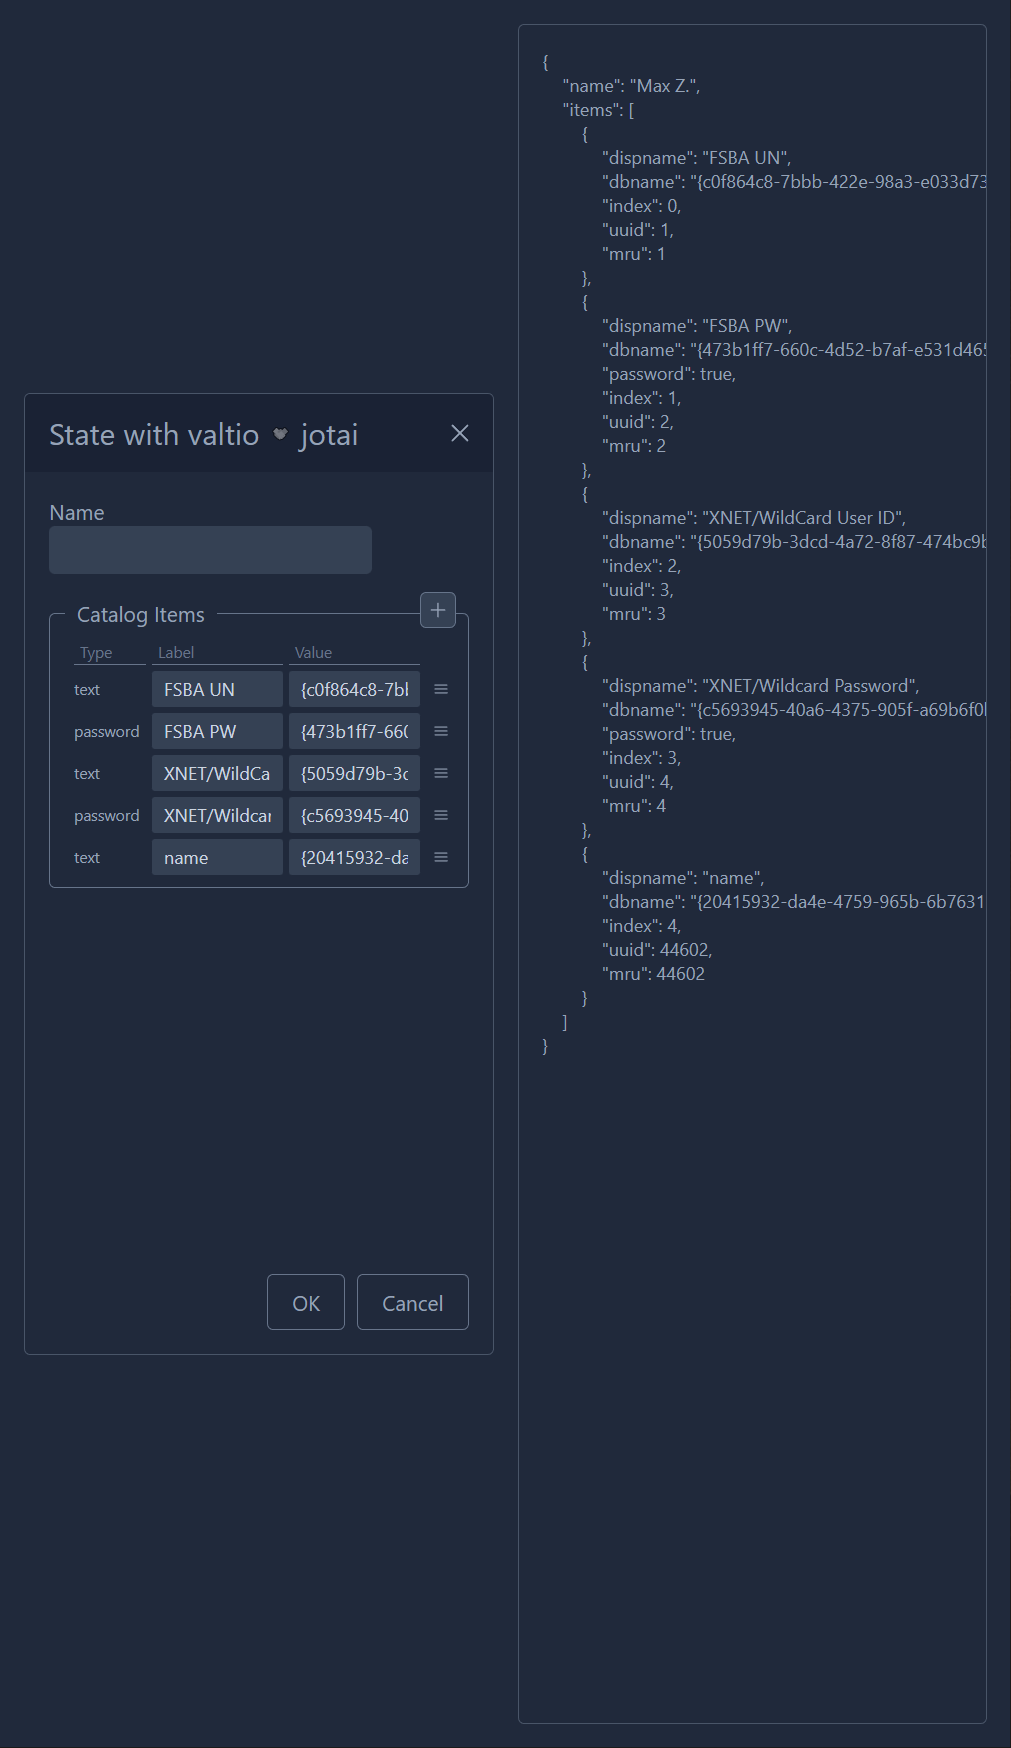 State with valtio jotai
Name
Catalog Items
Type Label Value
text FSBA UN {c0f864c8-7bb
password FSBA PW {473b1ff7-660
text XNET/WildCa {5059d79b-3c
password XNET/Wildcar {c5693945-40
text name {20415932-da
OK Cancel
{
"name": "Max Z.",
"items": [
{
"dispname": "FSBA UN",
"dbname": "{c0f864c8-7bbb-422e-98a3-e033d73
"index": 0,
"uuid": 1,
"mru": 1
},
{
"dispname": "FSBA PW",
"dbname": "{473b1ff7-660c-4d52-b7af-e531d465
"password": true,
"index": 1,
"uuid": 2,
"mru": 2
},
{
"dispname": "XNET/WildCard User ID",
"dbname": "{5059d79b-3dcd-4a72-8f87-474bc9b
"index": 2,
"uuid": 3,
"mru": 3
},
{
"dispname": "XNET/Wildcard Password",
"dbname": "{c5693945-40a6-4375-905f-a69b6f0b
"password": true,
"index": 3,
"uuid": 4,
"mru": 4
},
{
"dispname": "name",
"dbname": "{20415932-da4e-4759-965b-6b7631
"index": 4,
"uuid": 44602,
"mru": 44602
}
]
}